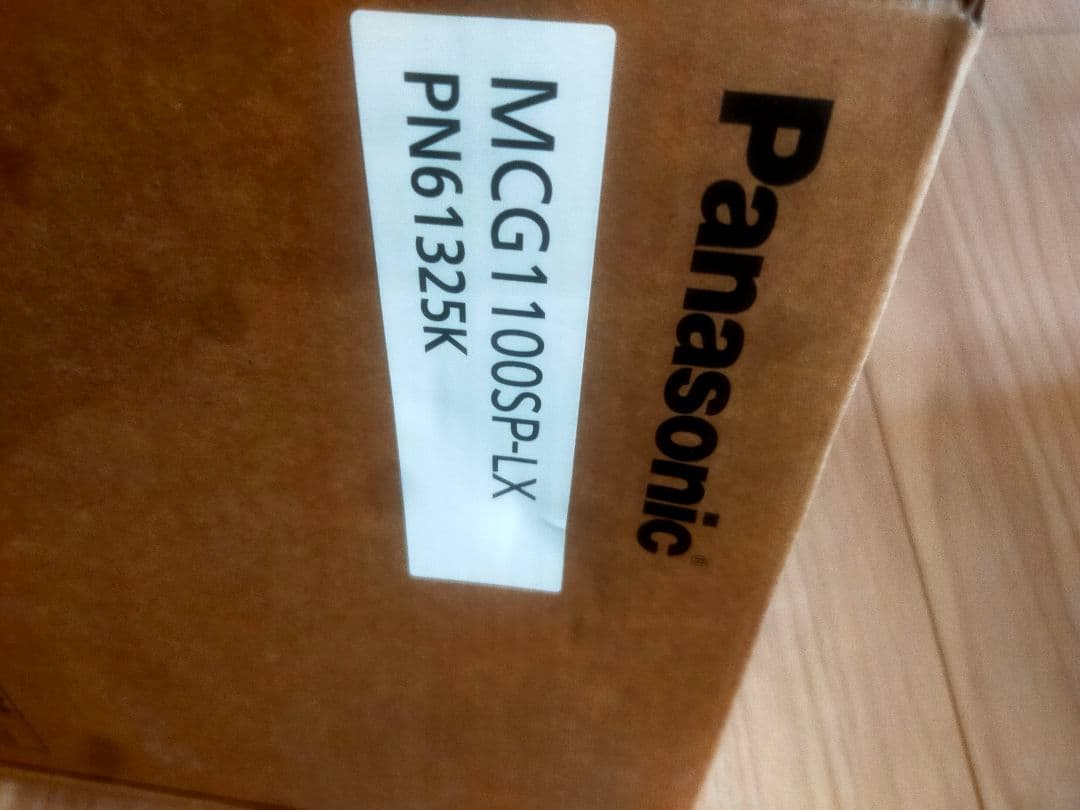 Panasonic
MCG1100SP-LX
PN61325K